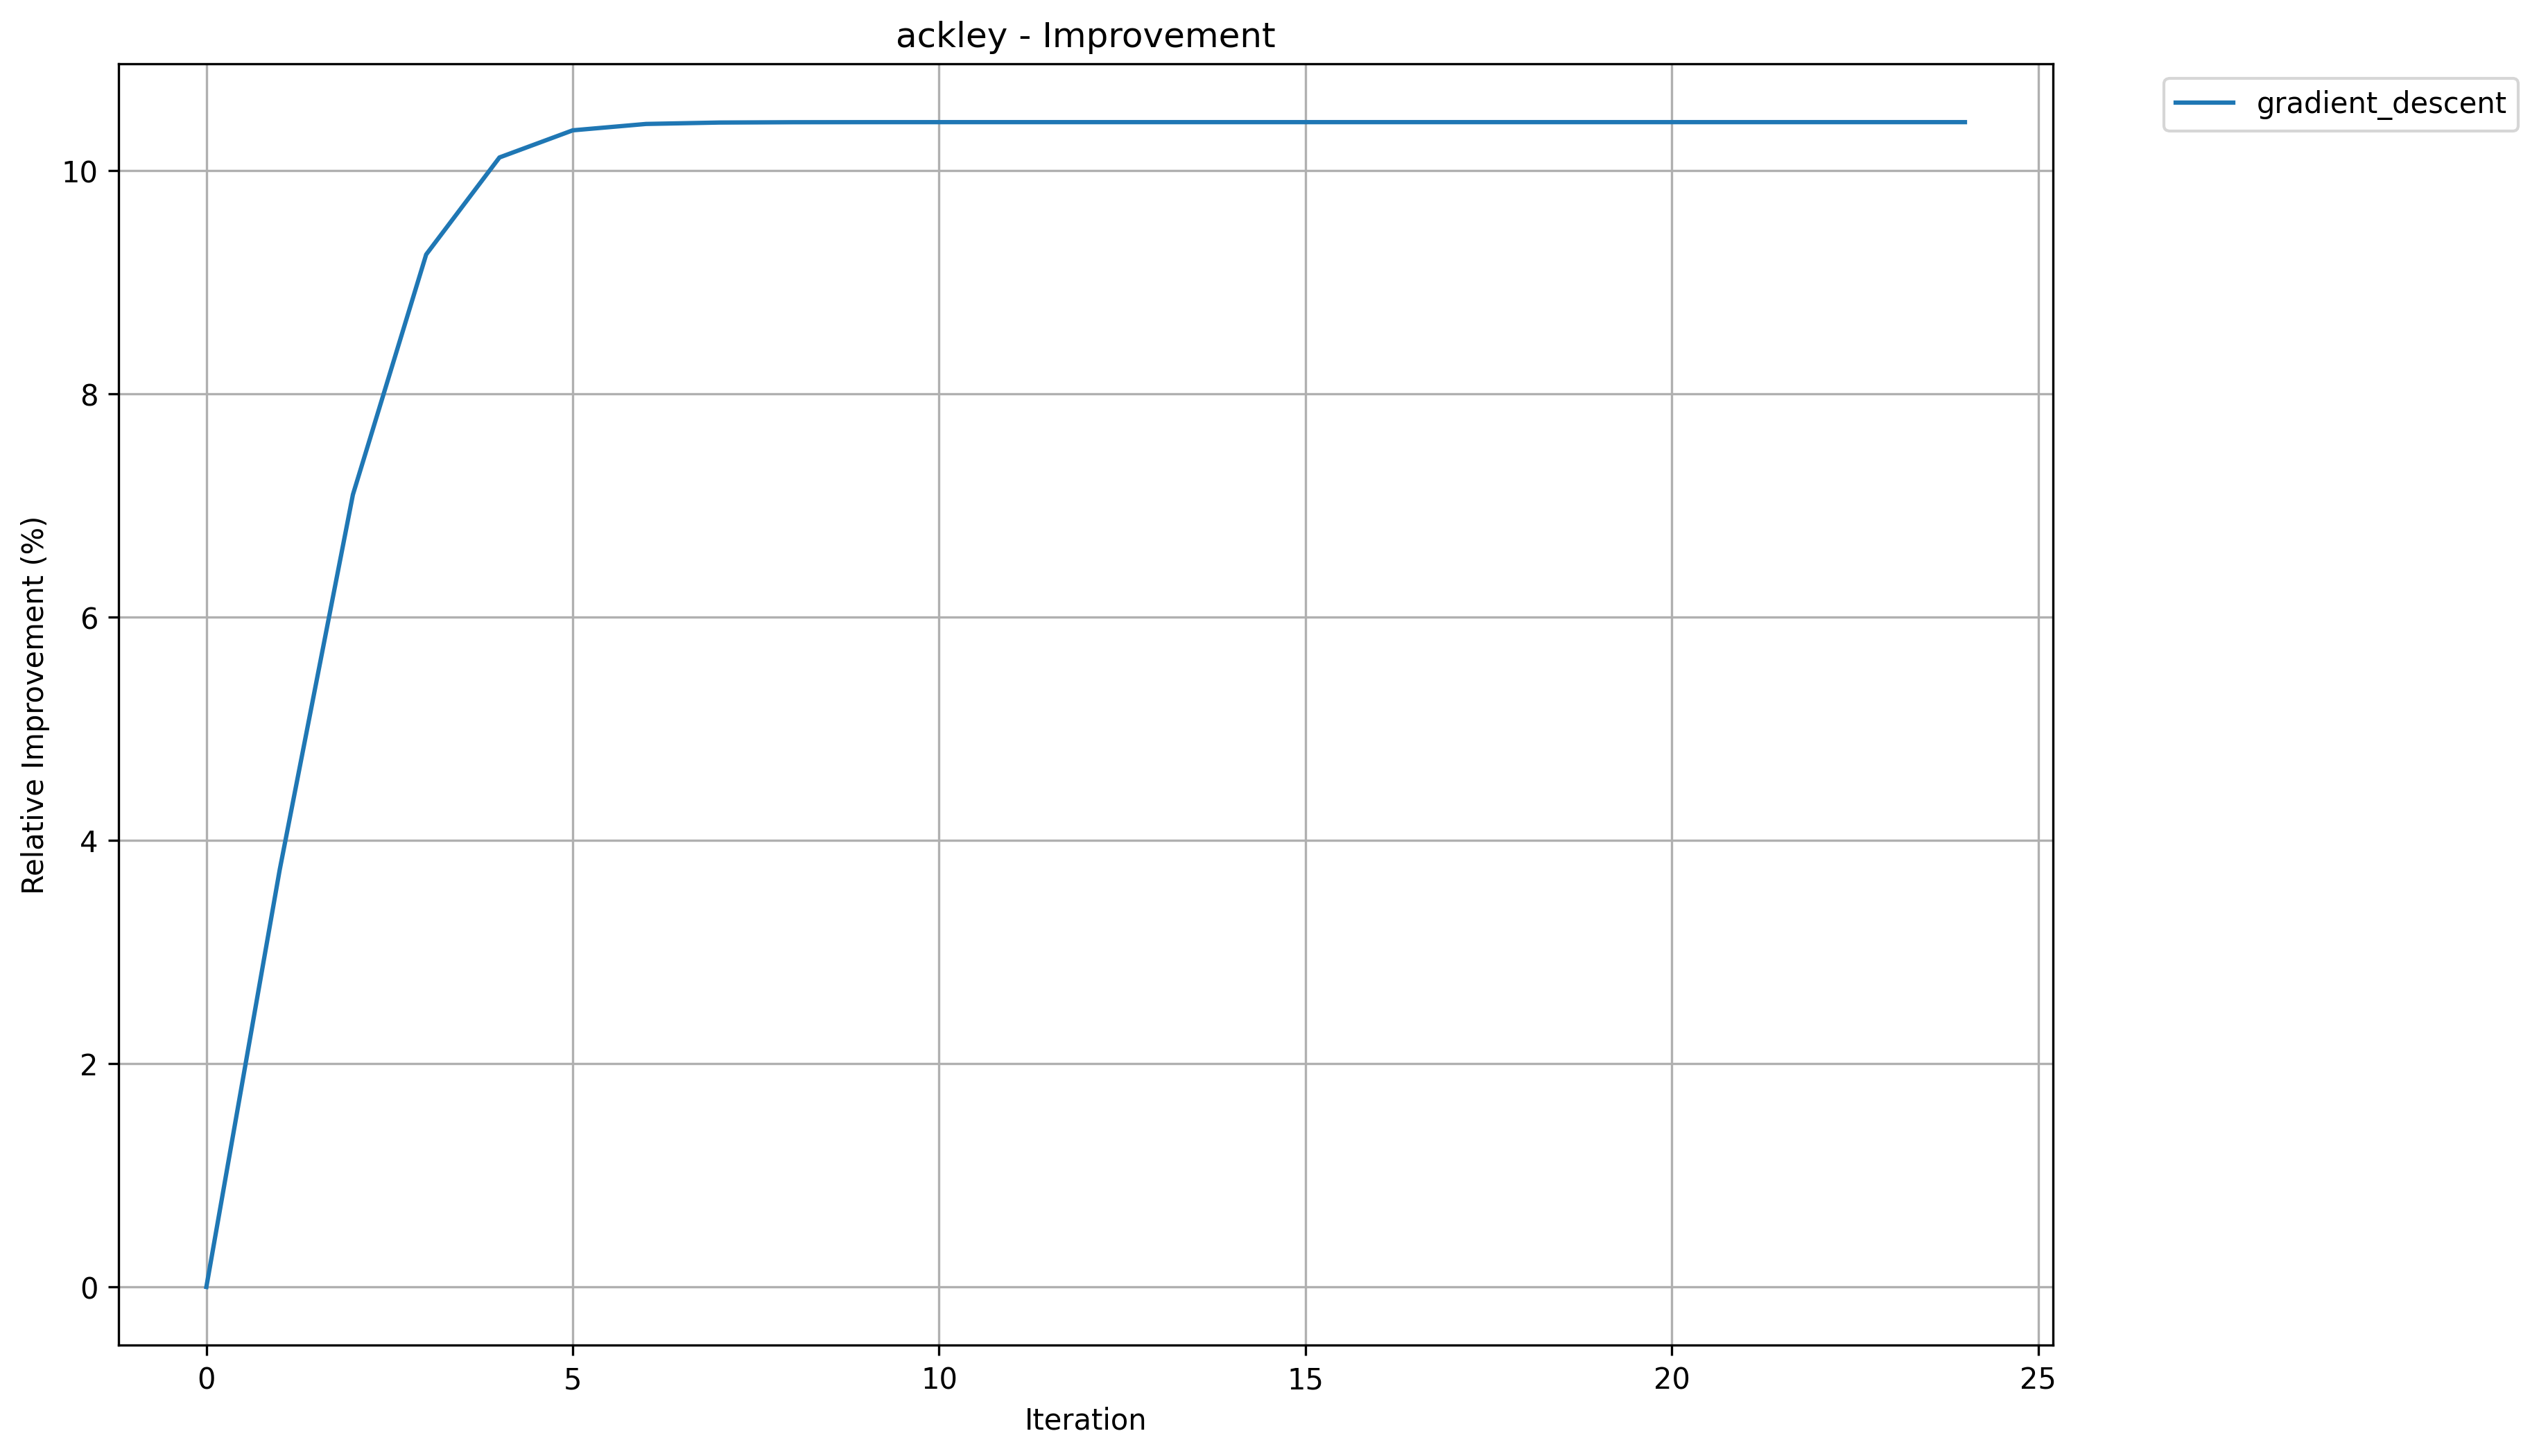 ackley - Improvement
gradient_descent
Relative Improvement (%)
10
8
6
4
2
0
0 5 10 15 20 25
Iteration